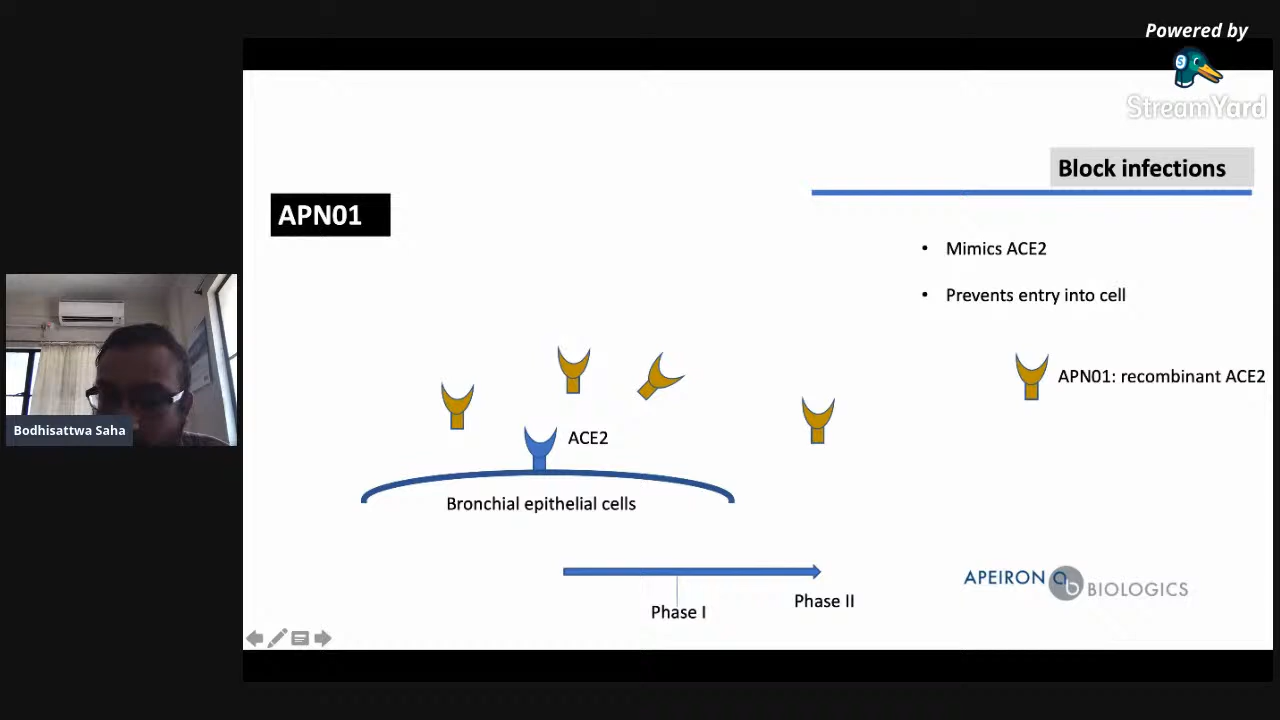 Powered by
StreamYard
Block infections
APN01
• Mimics ACE2
• Prevents entry into cell
APN01: recombinant ACE2
ACE2
Bronchial epithelial cells
Bodhisattwa Saha
Phase I
Phase II
APEIRON BIOLOGICS